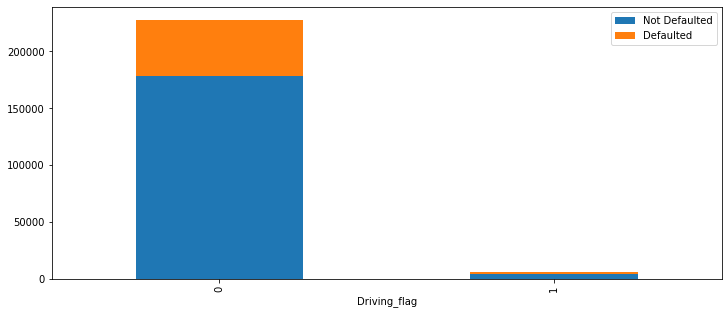 Not Defaulted
Defaulted
200000
150000
100000
50000
0
0
1
Driving_flag